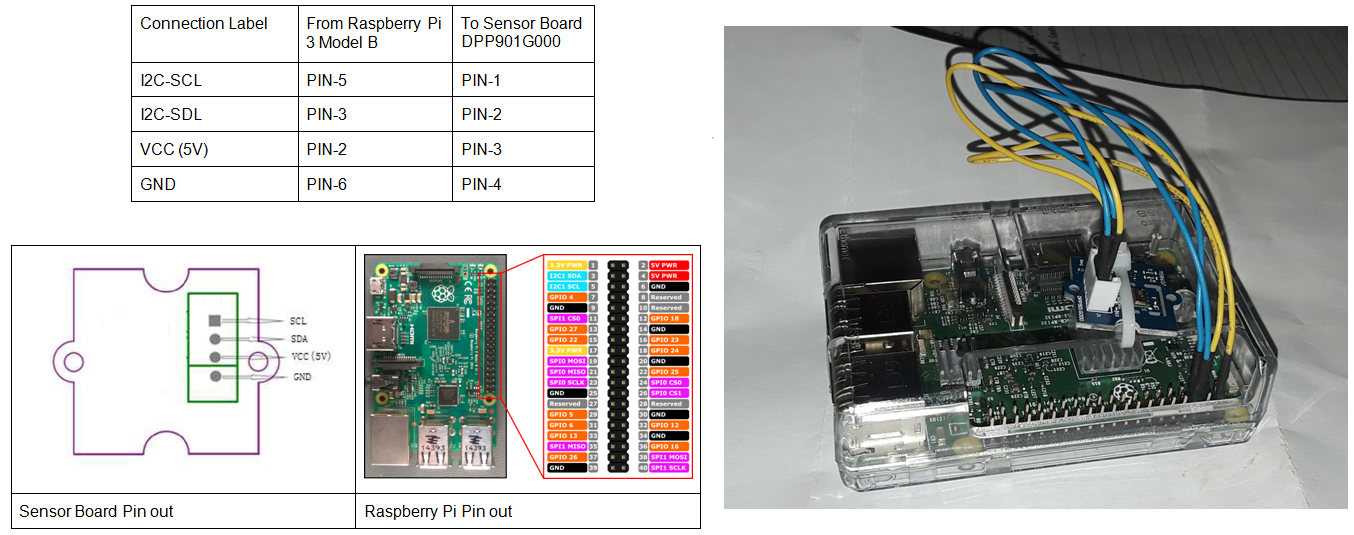 Connection Label
From Raspberry Pi
3 Model B
To Sensor Board
DPP901G000
I2C-SCL
PIN-5
PIN-1
I2C-SDL
PIN-3
PIN-2
VCC (5V)
PIN-2
PIN-3
GND
PIN-6
PIN-4
SCL
SDA
VCC (5V)
GND
HDMI
14393
14393
3.3V PWR 1 2 5V PWR
I2C1 SDA 3 4 5V PWR
I2C1 SCL 5 6 GND
GPIO 4 7 8 Reserved
GND 9 10 Reserved
SPI1 CS0 11 12 GPIO 18
GPIO 27 13 14 GND
GPIO 22 15 16 GPIO 23
3.3V PWR 17 18 GPIO 24
SPI0 MOSI 19 20 GND
SPI0 MISO 21 22 GPIO 25
SPI0 SCLK 23 24 SPI0 CS0
GND 25 26 SPI0 CS1
Reserved 27 28 Reserved
GPIO 5 29 30 GND
GPIO 6 31 32 GPIO 12
GPIO 13 33 34 GND
SPI1 MISO 35 36 GPIO 16
GPIO 26 37 38 SPI1 MOSI
GND 39 40 SPI1 SCLK
Sensor Board Pin out
Raspberry Pi Pin out
Ethernet